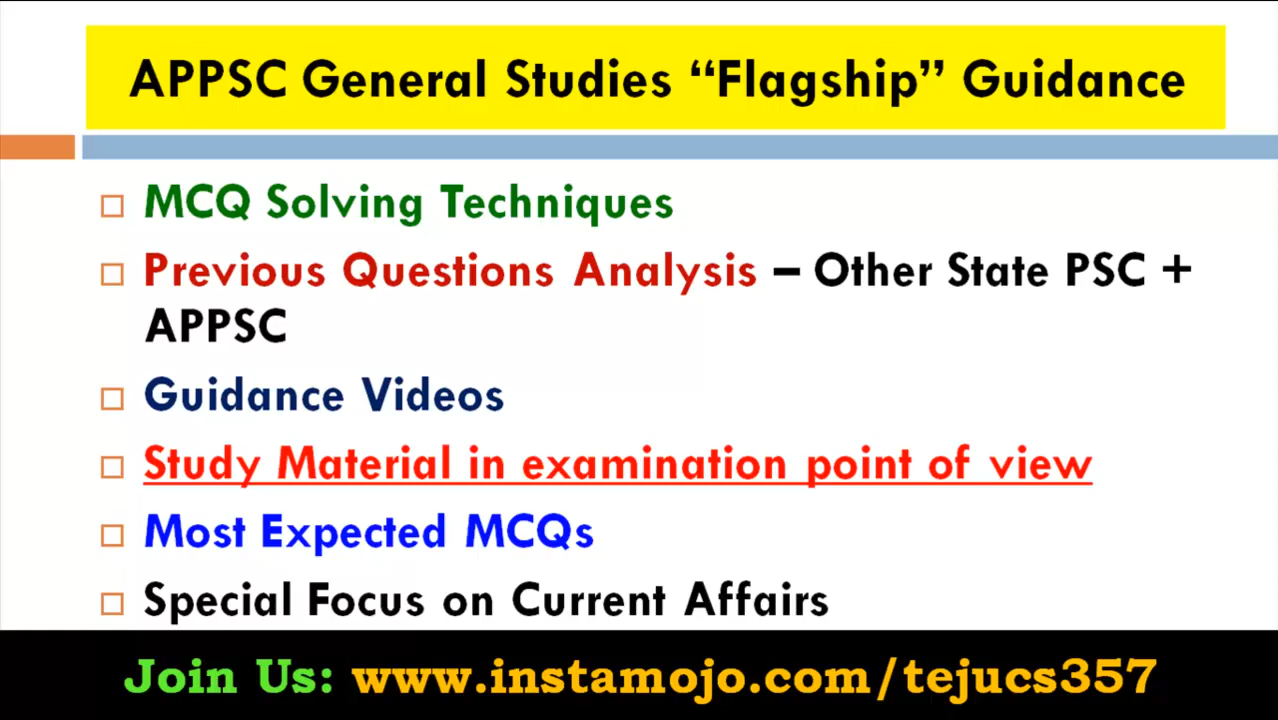 APPSC General Studies “Flagship” Guidance
MCQ Solving Techniques
Previous Questions Analysis – Other State PSC +
APPSC
Guidance Videos
Study Material in examination point of view
Most Expected MCQs
Special Focus on Current Affairs
Join Us: www.instamojo.com/tejucs357